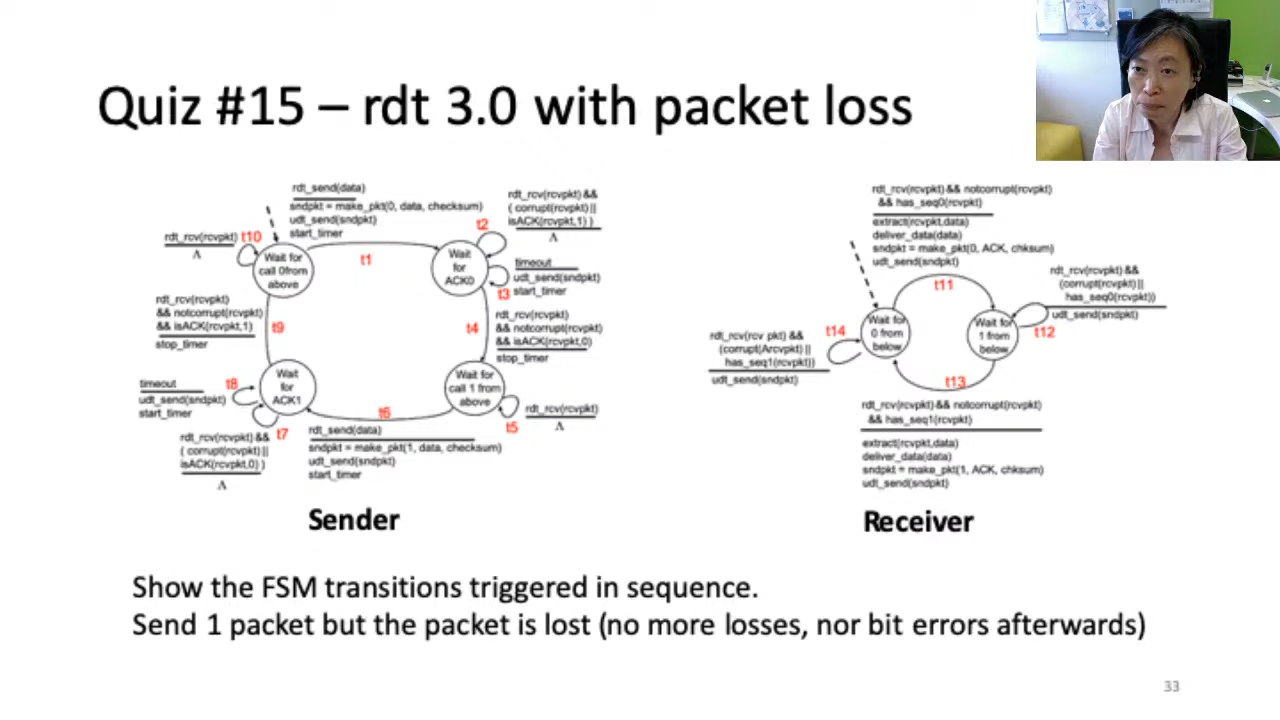 Quiz #15 – rdt 3.0 with packet loss
rdt_send(data)
sndpkt = make_pkt(0, data, checksum)
udt_send(sndpkt)
start_timer
rdt_rcv(rcvpkt) &&
( corrupt(rcvpkt) ||
isACK(rcvpkt,1) )
Λ
t2
rdt_rcv(rcvpkt)
Λ
t10
Wait for
call 0from
above
t1
Wait
for
ACK0
timeout
udt_send(sndpkt)
start_timer
t3
rdt_rcv(rcvpkt)
&& notcorrupt(rcvpkt)
&& isACK(rcvpkt,1)
stop_timer
t9
t4
rdt_rcv(rcvpkt)
&& notcorrupt(rcvpkt)
&& isACK(rcvpkt,0)
stop_timer
timeout
udt_send(sndpkt)
start_timer
t8
Wait
for
ACK1
t6
Wait for
call 1 from
above
t5
rdt_rcv(rcvpkt)
Λ
t7
rdt_rcv(rcvpkt) &&
( corrupt(rcvpkt) ||
isACK(rcvpkt,0) )
Λ
rdt_send(data)
sndpkt = make_pkt(1, data, checksum)
udt_send(sndpkt)
start_timer
Sender
rdt_rcv(rcvpkt) && notcorrupt(rcvpkt)
&& has_seq0(rcvpkt)
extract(rcvpkt,data)
deliver_data(data)
sndpkt = make_pkt(0, ACK, chksum)
udt_send(sndpkt)
t11
rdt_rcv(rcvpkt) &&
(corrupt(rcvpkt) ||
has_seq0(rcvpkt))
udt_send(sndpkt)
t12
rdt_rcv(rcv pkt) &&
(corrupt(Arcvpkt) ||
has_seq1(rcvpkt))
udt_send(sndpkt)
t14
Wait for
0 from
below
Wait for
1 from
below
t13
rdt_rcv(rcvpkt) && notcorrupt(rcvpkt)
&& has_seq1(rcvpkt)
extract(rcvpkt,data)
deliver_data(data)
sndpkt = make_pkt(1, ACK, chksum)
udt_send(sndpkt)
Receiver
Show the FSM transitions triggered in sequence.
Send 1 packet but the packet is lost (no more losses, nor bit errors afterwards)
33